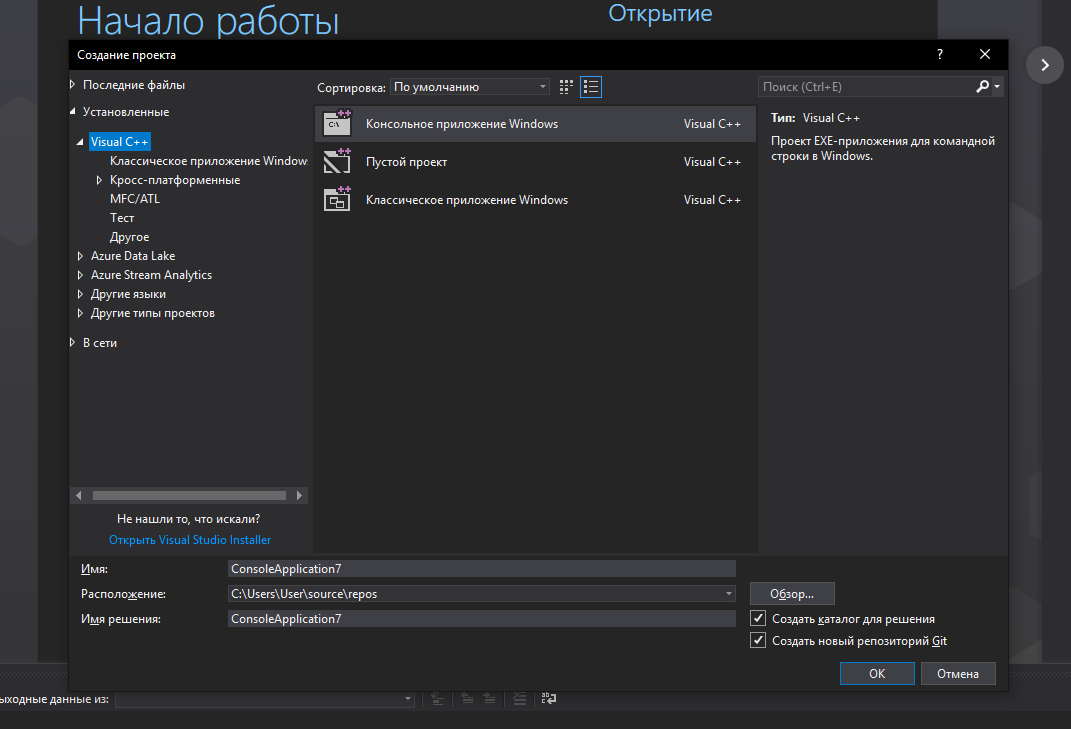 Начало работы
Открытие
Создание проекта
?
Последние файлы
Установленные
Visual C++
Классическое приложение Window
Кросс-платформенные
MFC/ATL
Тест
Другое
Azure Data Lake
Azure Stream Analytics
Другие языки
Другие типы проектов
В сети
Не нашли то, что искали?
Открыть Visual Studio Installer
Сортировка: По умолчанию
Консольное приложение Windows Visual C++
Пустой проект Visual C++
Классическое приложение Windows Visual C++
Поиск (Ctrl+E)
Тип: Visual C++
Проект EXE-приложения для командной
строки в Windows.
Имя: ConsoleApplication7
Расположение: C:\Users\User\source\repos
Обзор...
Имя решения: ConsoleApplication7
Создать каталог для решения
Создать новый репозиторий Git
ОК Отмена
ыходные данные из: